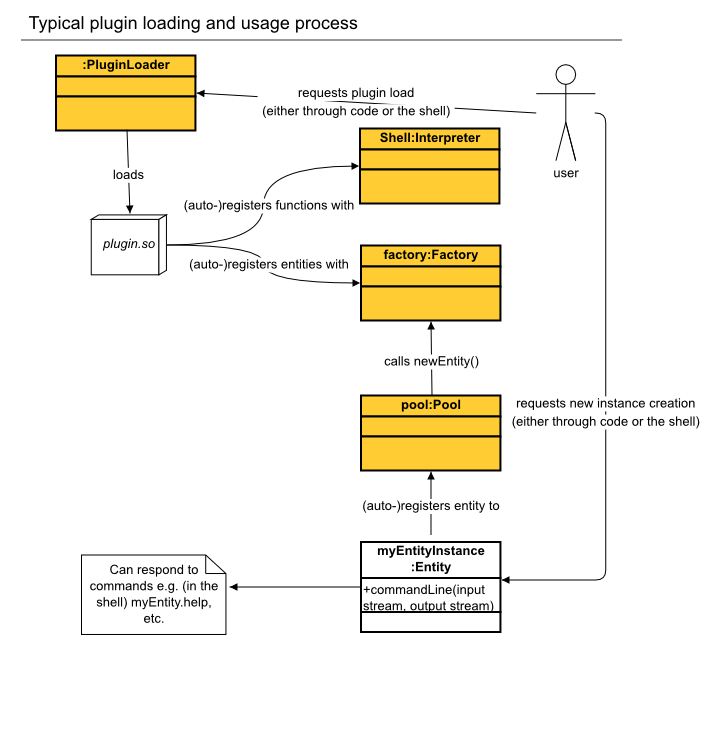 Typical plugin loading and usage process
:PluginLoader
requests plugin load
(either through code or the shell)
Shell:Interpreter
user
loads
(auto-)registers functions with
plugin.so
(auto-)registers entities with
factory:Factory
calls newEntity()
pool:Pool
requests new instance creation
(either through code or the shell)
(auto-)registers entity to
myEntityInstance
:Entity
+commandLine(input
stream, output stream)
Can respond to
commands e.g. (in the
shell) myEntity.help,
etc.